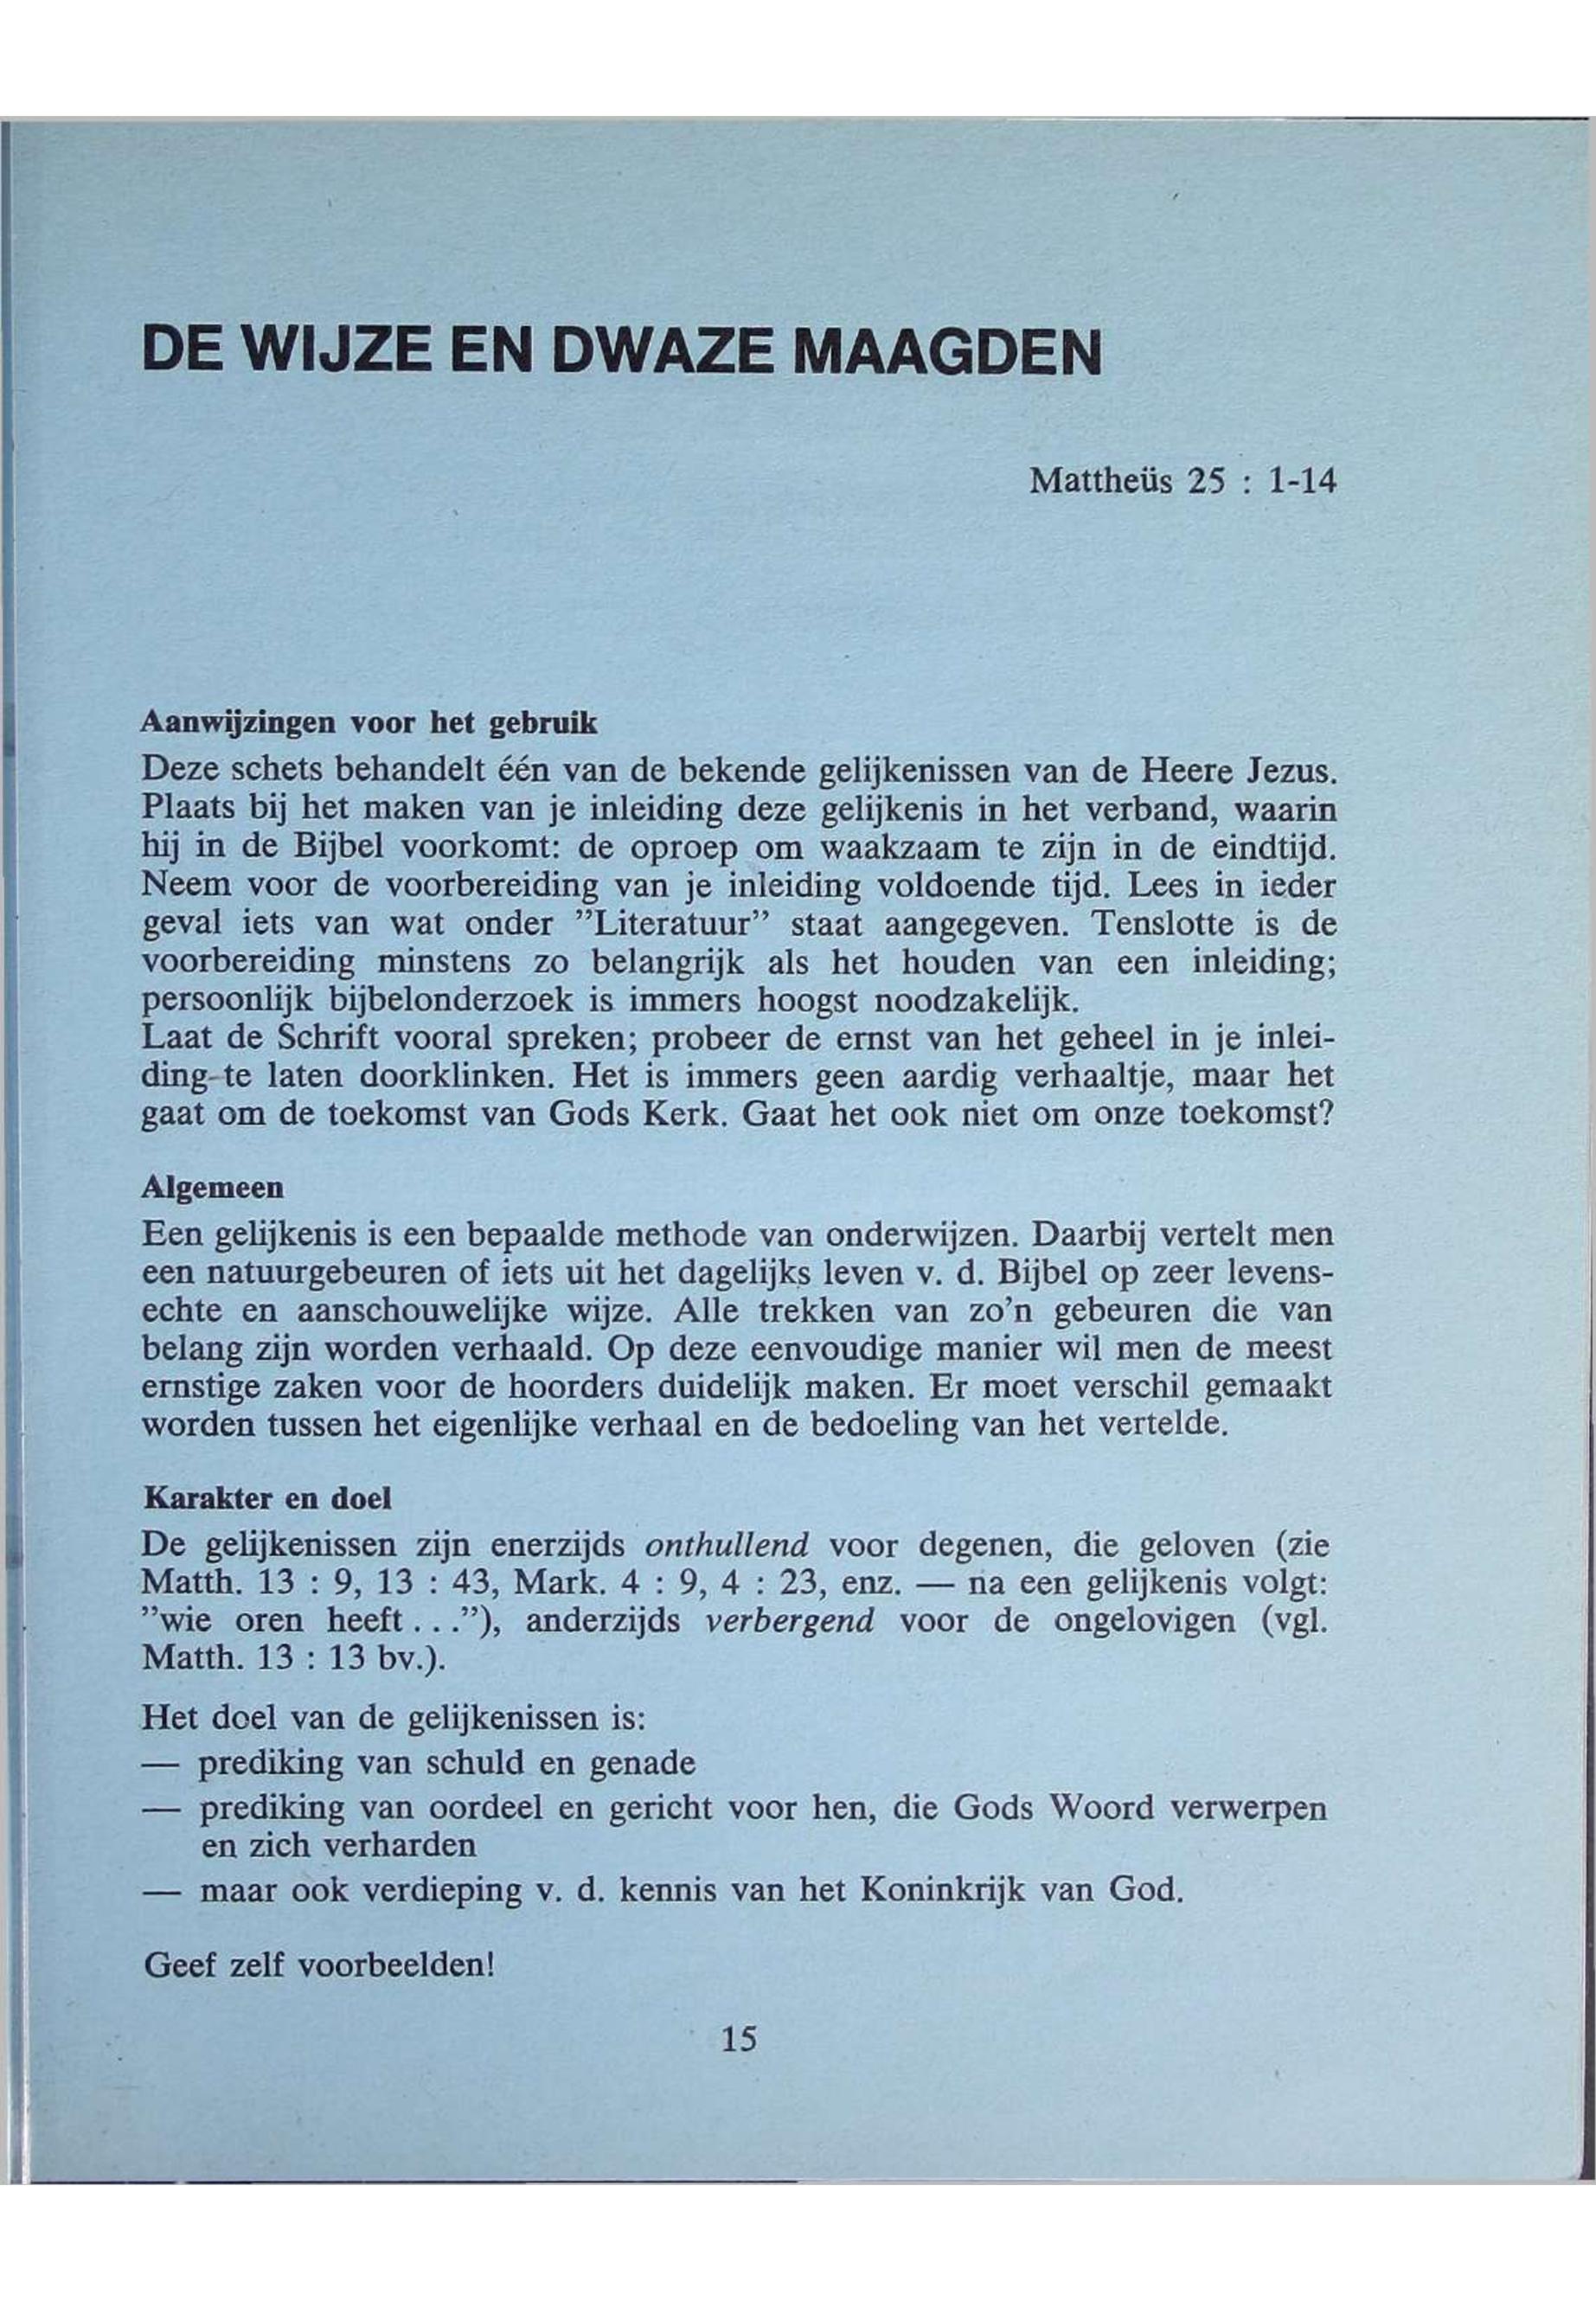 DE WIJZE EN DWAZE MAAGDEN
Mattheüs 25 : 1-14
Aanwijzingen voor het gebruik
Deze schets behandelt één van de bekende gelijkenissen van de Heere Jezus.
Plaats bij het maken van je inleiding deze gelijkenis in het verband, waarin
hij in de Bijbel voorkomt: de oproep om waakzaam te zijn in de eindtijd.
Neem voor de voorbereiding van je inleiding voldoende tijd. Lees in ieder
geval iets van wat onder ”Literatuur” staat aangegeven. Tenslotte is de
voorbereiding minstens zo belangrijk als het houden van een inleiding;
persoonlijk bijbelonderzoek is immers hoogst noodzakelijk.
Laat de Schrift vooral spreken; probeer de ernst van het geheel in je inlei-
ding te laten doorklinken. Het is immers geen aardig verhaaltje, maar het
gaat om de toekomst van Gods Kerk. Gaat het ook niet om onze toekomst?
Algemeen
Een gelijkenis is een bepaalde methode van onderwijzen. Daarbij vertelt men
een natuurgebeuren of iets uit het dagelijks leven v. d. Bijbel op zeer levens-
echte en aanschouwelijke wijze. Alle trekken van zo’n gebeuren die van
belang zijn worden verhaald. Op deze eenvoudige manier wil men de meest
ernstige zaken voor de hoorders duidelijk maken. Er moet verschil gemaakt
worden tussen het eigenlijke verhaal en de bedoeling van het vertelde.
Karakter en doel
De gelijkenissen zijn enerzijds onthullend voor degenen, die geloven (zie
Matth. 13 : 9, 13 : 43, Mark. 4 : 9, 4 : 23, enz. — na een gelijkenis volgt:
”wie oren heeft . . .”), anderzijds verbergend voor de ongelovigen (vgl.
Matth. 13 : 13 bv.).
Het doel van de gelijkenissen is:
— prediking van schuld en genade
— prediking van oordeel en gericht voor hen, die Gods Woord verwerpen
en zich verharden
— maar ook verdieping v. d. kennis van het Koninkrijk van God.
Geef zelf voorbeelden!
15